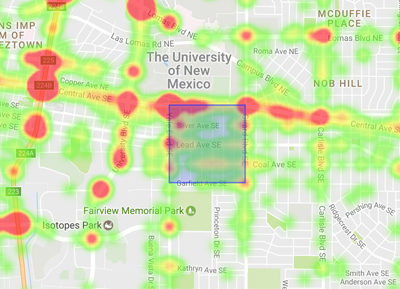 NS IMP
M OF
EZTOWN
Lomas Blvd NE
Las Lomas Rd NE
MCDUFFIE
PLACE
Lomas Blvd NE
Roma Ave NE
The University
of New
Mexico
Campus Blvd NE
NOB HILL
Copper Ave NE
Central Ave SE
Central Ave
Silver Ave SE
Lead Ave SE
Coal Ave SE
Garfield Ave SE
Carlisle Blvd SE
224A
223
Fairview Memorial Park
Isotopes Park
Princeton Dr SE
Buena Vista Dr
Carlisle Blvd SE
Pershing Ave SE
Ridgecrest Dr SE
Kathryn Ave SE
Smith Ave SE
Anderson Ave SE